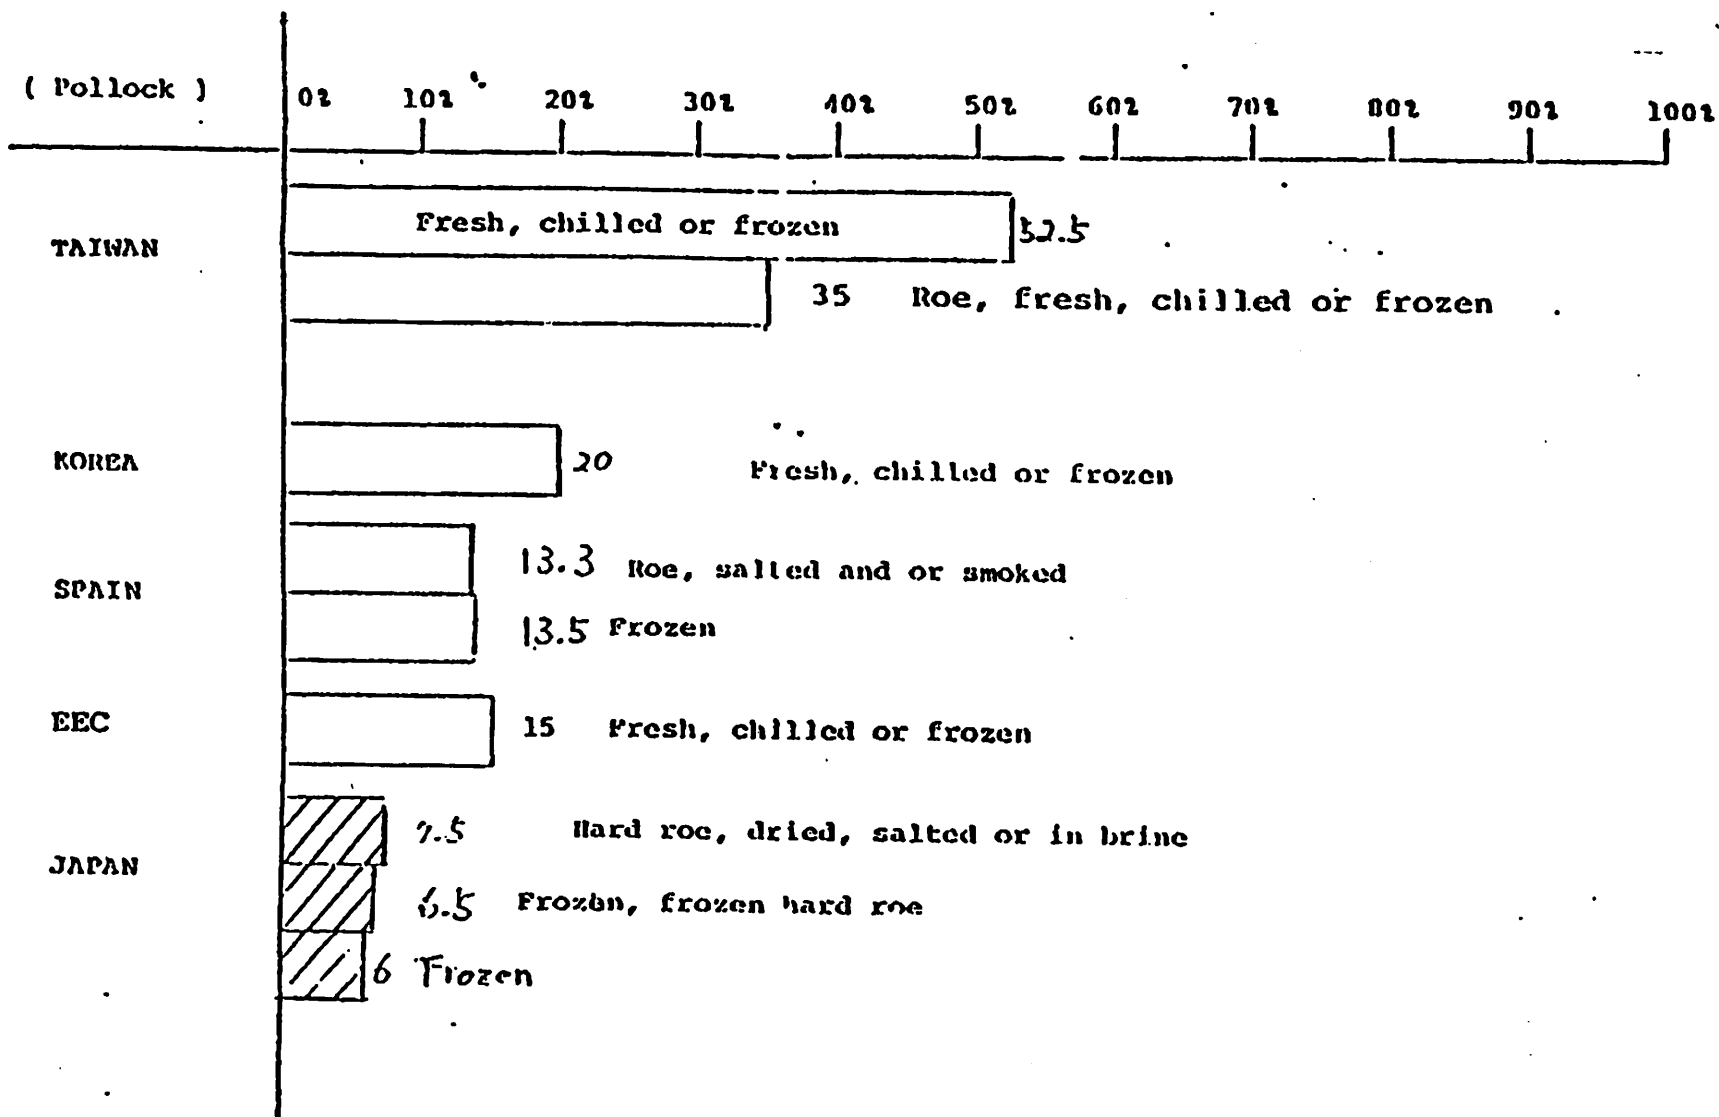 ( Pollock )
0% 10% 20% 30% 40% 50% 60% 70% 80% 90% 100%
TAIWAN
Fresh, chilled or frozen 52.5
35 Roe, fresh, chilled or frozen
KOREA
20 Fresh, chilled or frozen
SPAIN
13.3 Roe, salted and or smoked
13.5 Frozen
EEC
15 Fresh, chilled or frozen
JAPAN
7.5 Hard roe, dried, salted or in brine
6.5 Frozen, frozen hard roe
6 Frozen